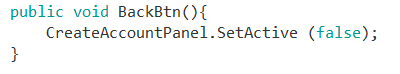 public void BackBtn(){
    CreateAccountPanel.SetActive (false);
}